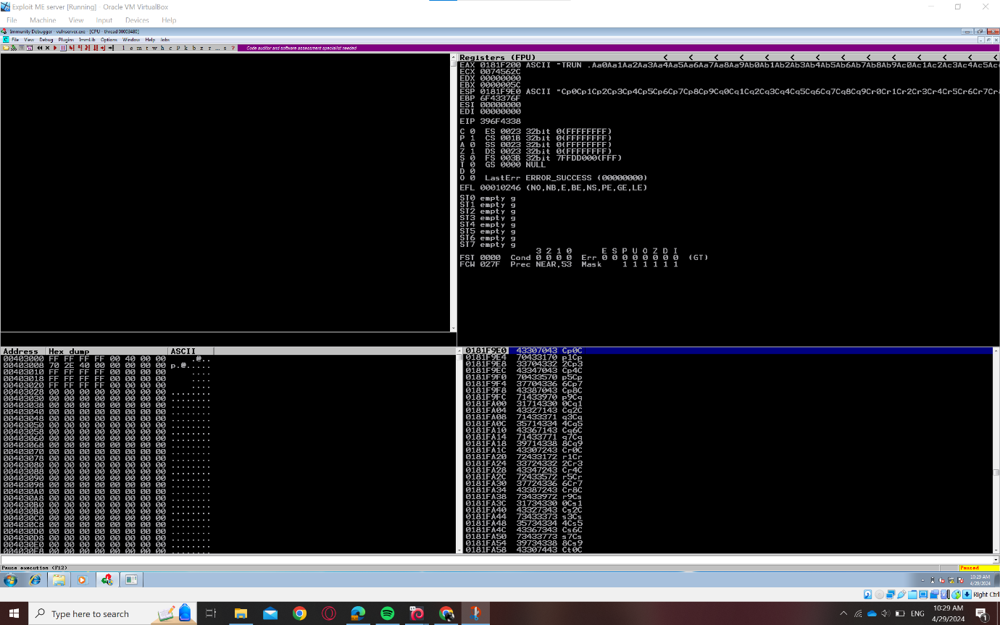 Exploit ME server [Running] - Oracle VM VirtualBox
File Machine View Input Devices Help
Immunity Debugger - vulnserver.exe - [CPU - thread 00003480]
File View Debug Plugins ImmLib Options Window Help Jobs
l e m t w h c P k b z r ... s ? Code auditor and software assessment specialist needed
Registers (FPU) < < < < < < < < < < < < < <
EAX 0181F200 ASCII "TRUN .Aa0Aa1Aa2Aa3Aa4Aa5Aa6Aa7Aa8Aa9Ab0Ab1Ab2Ab3Ab4Ab5Ab6Ab7Ab8Ab9Ac0Ac1Ac2Ac3Ac4Ac5Ac
ECX 0074562C
EDX 00000000
EBX 0000005C
ESP 0181F9E0 ASCII "Cp0Cp1Cp2Cp3Cp4Cp5Cp6Cp7Cp8Cp9Cq0Cq1Cq2Cq3Cq4Cq5Cq6Cq7Cq8Cq9Cr0Cr1Cr2Cr3Cr4Cr5Cr6Cr7Cr
EBP 6F43376F
ESI 00000000
EDI 00000000
EIP 396F4338
C 0 ES 0023 32bit 0(FFFFFFFF)
P 1 CS 001B 32bit 0(FFFFFFFF)
A 0 SS 0023 32bit 0(FFFFFFFF)
Z 1 DS 0023 32bit 0(FFFFFFFF)
S 0 FS 003B 32bit 7FFDD000(FFF)
T 0 GS 0000 NULL
D 0
O 0 LastErr ERROR_SUCCESS (00000000)
EFL 00010246 (NO,NB,E,BE,NS,PE,GE,LE)
ST0 empty g
ST1 empty g
ST2 empty g
ST3 empty g
ST4 empty g
ST5 empty g
ST6 empty g
ST7 empty g
3 2 1 0 E S P U O Z D I
FST 0000 Cond 0 0 0 0 Err 0 0 0 0 0 0 0 0 (GT)
FCW 027F Prec NEAR,53 Mask 1 1 1 1 1 1
Address Hex dump ASCII
00403000 FF FF FF FF 00 40 00 00 .@..
00403008 70 2E 40 00 00 00 00 00 p.@.....
00403010 FF FF FF FF 00 00 00 00 ....
00403018 FF FF FF FF 00 00 00 00 ....
00403020 FF FF FF FF 00 00 00 00 ....
00403028 00 00 00 00 00 00 00 00 ........
00403030 00 00 00 00 00 00 00 00 ........
00403038 00 00 00 00 00 00 00 00 ........
00403040 00 00 00 00 00 00 00 00 ........
00403048 00 00 00 00 00 00 00 00 ........
00403050 00 00 00 00 00 00 00 00 ........
00403058 00 00 00 00 00 00 00 00 ........
00403060 00 00 00 00 00 00 00 00 ........
00403068 00 00 00 00 00 00 00 00 ........
00403070 00 00 00 00 00 00 00 00 ........
00403078 00 00 00 00 00 00 00 00 ........
00403080 00 00 00 00 00 00 00 00 ........
00403088 00 00 00 00 00 00 00 00 ........
00403090 00 00 00 00 00 00 00 00 ........
00403098 00 00 00 00 00 00 00 00 ........
004030A0 00 00 00 00 00 00 00 00 ........
004030A8 00 00 00 00 00 00 00 00 ........
004030B0 00 00 00 00 00 00 00 00 ........
004030B8 00 00 00 00 00 00 00 00 ........
004030C0 00 00 00 00 00 00 00 00 ........
004030C8 00 00 00 00 00 00 00 00 ........
004030D0 00 00 00 00 00 00 00 00 ........
004030D8 00 00 00 00 00 00 00 00 ........
004030E0 00 00 00 00 00 00 00 00 ........
004030E8 00 00 00 00 00 00 00 00 ........
0181F9E0 43307043 Cp0C
0181F9E4 70433170 p1Cp
0181F9E8 33704332 2Cp3
0181F9EC 43347043 Cp4C
0181F9F0 70433570 p5Cp
0181F9F4 37704336 6Cp7
0181F9F8 43387043 Cp8C
0181F9FC 71433970 p9Cq
0181FA00 31714330 0Cq1
0181FA04 43327143 Cq2C
0181FA08 71433371 q3Cq
0181FA0C 35714334 4Cq5
0181FA10 43367143 Cq6C
0181FA14 71433771 q7Cq
0181FA18 39714338 8Cq9
0181FA1C 43307243 Cr0C
0181FA20 72433172 r1Cr
0181FA24 33724332 2Cr3
0181FA28 43347243 Cr4C
0181FA2C 72433572 r5Cr
0181FA30 37724336 6Cr7
0181FA34 43387243 Cr8C
0181FA38 73433972 r9Cs
0181FA3C 31734330 0Cs1
0181FA40 43327343 Cs2C
0181FA44 73433373 s3Cs
0181FA48 35734334 4Cs5
0181FA4C 43367343 Cs6C
0181FA50 73433773 s7Cs
0181FA54 39734338 8Cs9
0181FA58 43307443 Ct0C
Pause execution (F12)
Paused
10:29 AM
4/29/2024
Right Ctrl
Type here to search
ENG
10:29 AM
4/29/2024
1